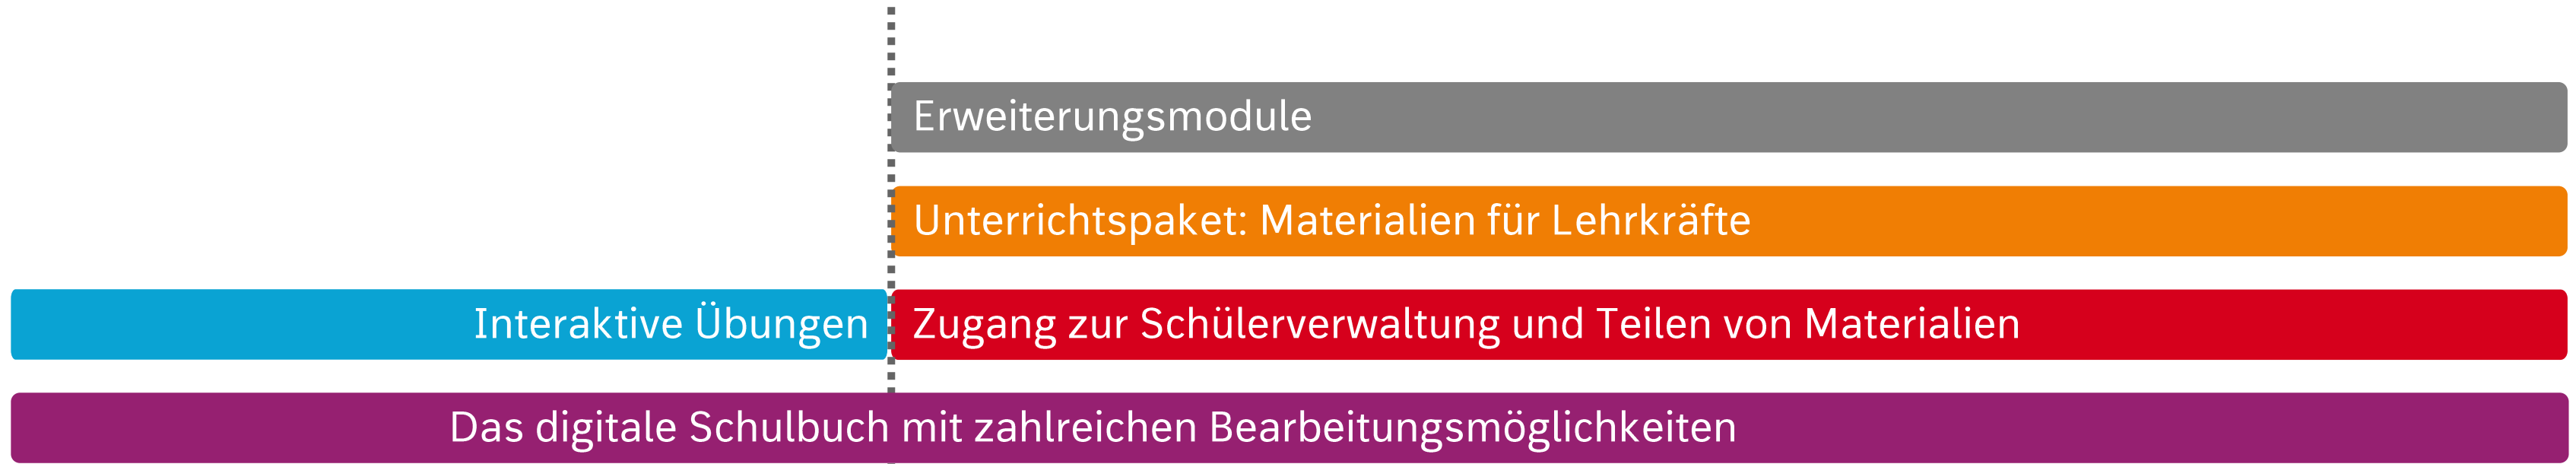 Erweiterungsmodule
Unterrichtspaket: Materialien für Lehrkräfte
Interaktive Übungen
Zugang zur Schülerverwaltung und Teilen von Materialien
Das digitale Schulbuch mit zahlreichen Bearbeitungsmöglichkeiten